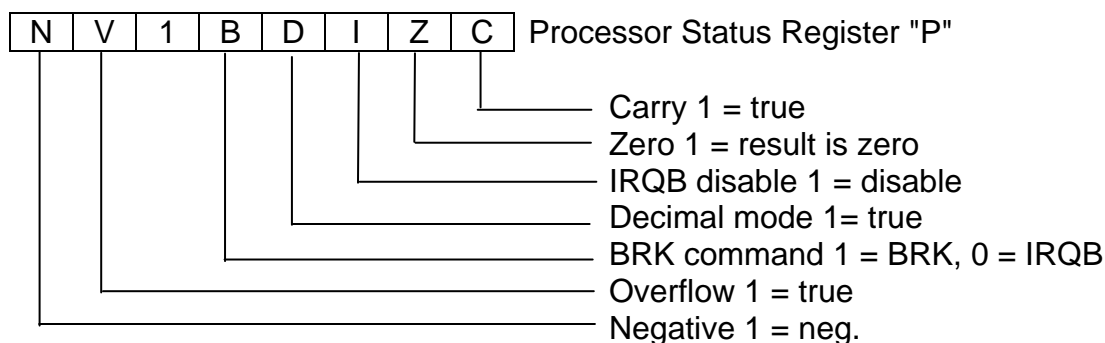 N V 1 B D I Z C Processor Status Register "P"
Carry 1 = true
Zero 1 = result is zero
IRQB disable 1 = disable
Decimal mode 1= true
BRK command 1 = BRK, 0 = IRQB
Overflow 1 = true
Negative 1 = neg.